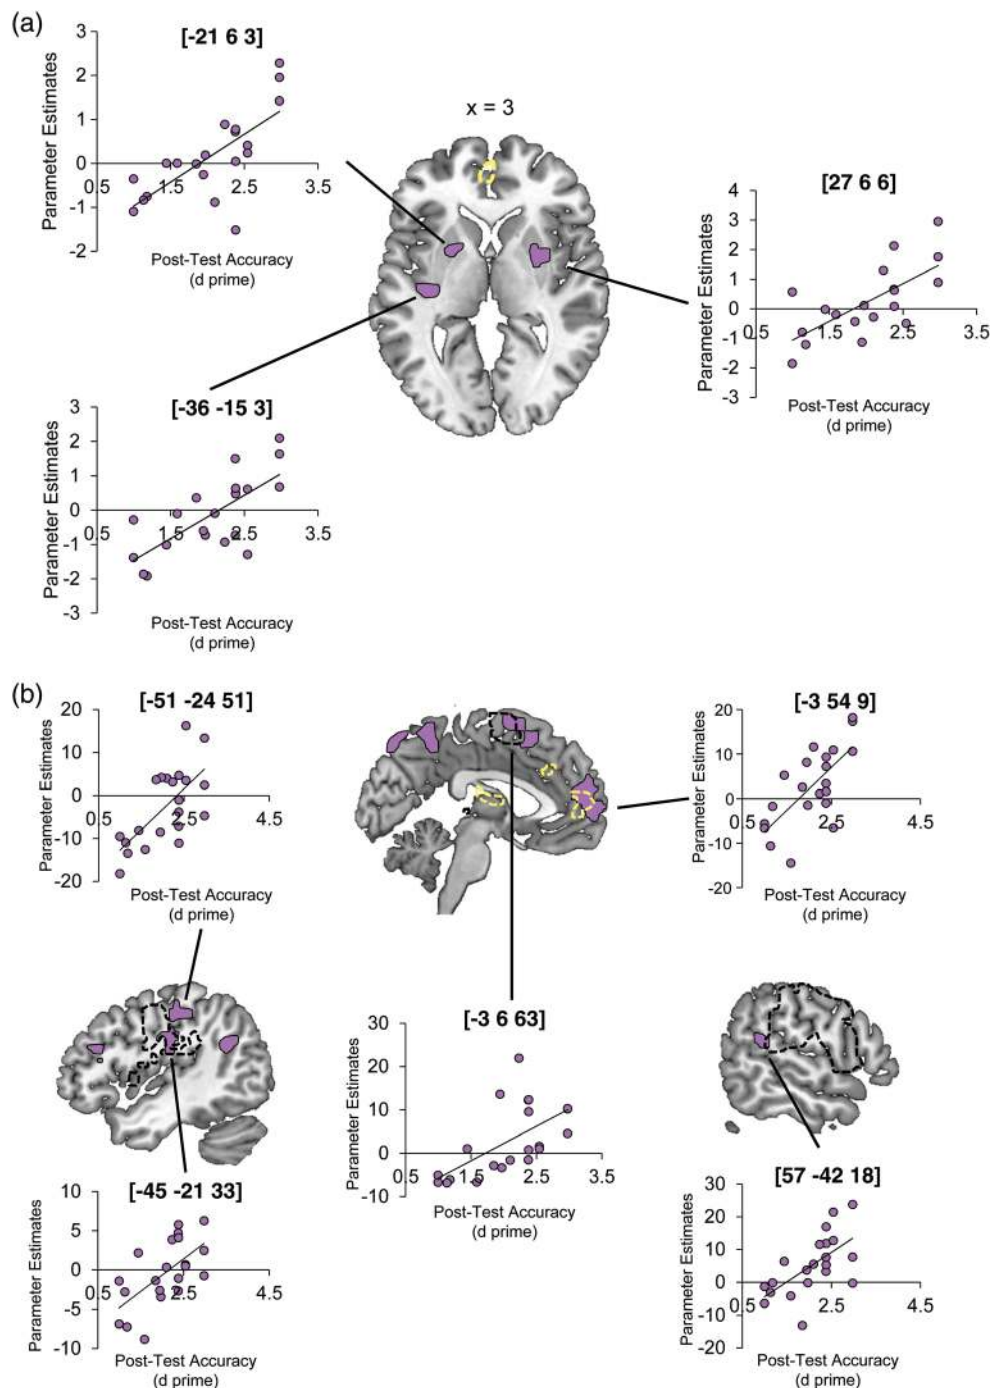 (a)
[-21 6 3]
3
2
1
0
-1
-2
0.5
1.5
2.5
3.5
Parameter Estimates
Post-Test Accuracy
(d prime)
x = 3
[27 6 6]
4
3
2
1
0
-1
-2
-3
0.5
1.5
2.5
3.5
Parameter Estimates
Post-Test Accuracy
(d prime)
[-36 -15 3]
3
2
1
0
-1
-2
-3
0.5
1.5
2.5
3.5
Parameter Estimates
Post-Test Accuracy
(d prime)
(b)
[-51 -24 51]
20
10
0
-10
-20
0.5
2.5
4.5
Parameter Estimates
Post-Test Accuracy
(d prime)
[-3 54 9]
20
10
0
-10
-20
0.5
2.5
4.5
Parameter Estimates
Post-Test Accuracy
(d prime)
[-3 6 63]
30
20
10
0
-10
0.5
1.5
2.5
3.5
Parameter Estimates
Post-Test Accuracy
(d prime)
[-45 -21 33]
10
5
0
-5
-10
0.5
2.5
4.5
Parameter Estimates
Post-Test Accuracy
(d prime)
[57 -42 18]
30
20
10
0
-10
-20
0.5
2.5
4.5
Parameter Estimates
Post-Test Accuracy
(d prime)